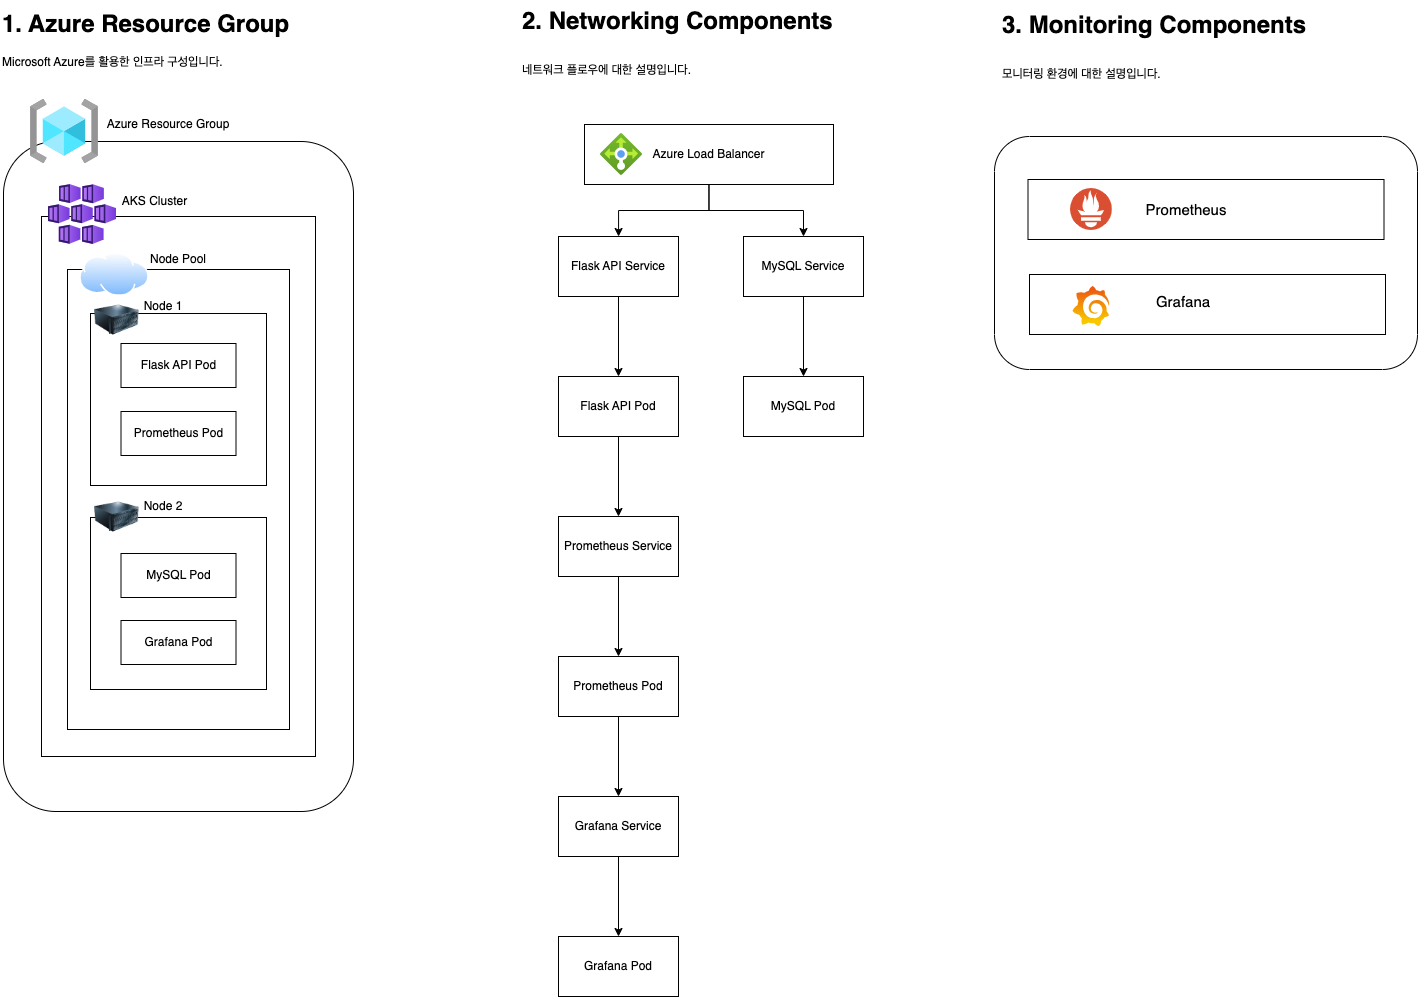 1. Azure Resource Group
Microsoft Azure를 활용한 인프라 구성입니다.
Azure Resource Group
AKS Cluster
Node Pool
Node 1
Flask API Pod
Prometheus Pod
Node 2
MySQL Pod
Grafana Pod
2. Networking Components
네트워크 플로우에 대한 설명입니다.
Azure Load Balancer
Flask API Service
MySQL Service
Flask API Pod
MySQL Pod
Prometheus Service
Prometheus Pod
Grafana Service
Grafana Pod
3. Monitoring Components
모니터링 환경에 대한 설명입니다.
Prometheus
Grafana